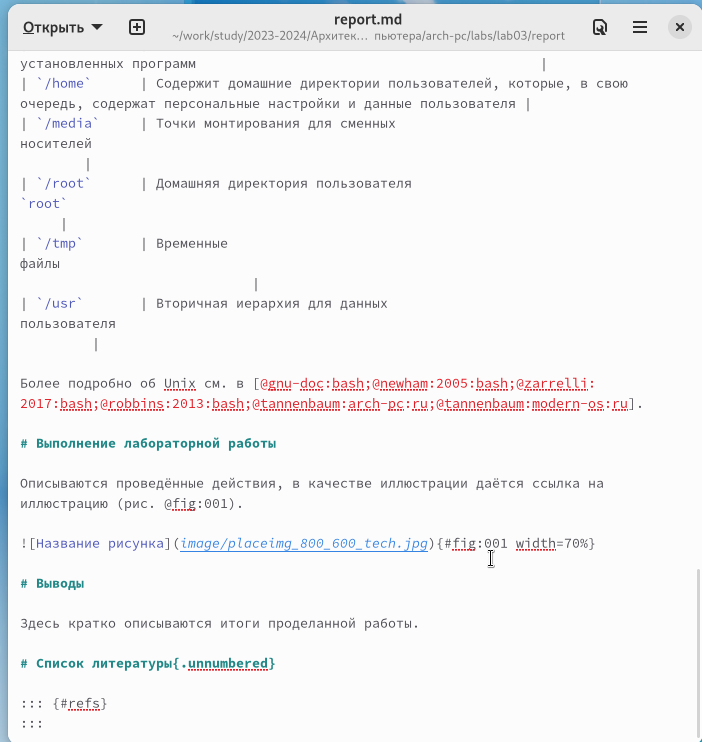 Открыть
report.md
~/work/study/2023-2024/Архитек… пьютера/arch-pc/labs/lab03/report
установленных программ |
| `/home` | Содержит домашние директории пользователей, которые, в свою
очередь, содержат персональные настройки и данные пользователя |
| `/media` | Точки монтирования для сменных
носителей
|
| `/root` | Домашняя директория пользователя
`root`
|
| `/tmp` | Временные
файлы
|
| `/usr` | Вторичная иерархия для данных
пользователя
|
Более подробно об Unix см. в [@gnu-doc:bash;@newham:2005:bash;@zarrelli:
2017:bash;@robbins:2013:bash;@tannenbaum:arch-pc:ru;@tannenbaum:modern-os:ru].
# Выполнение лабораторной работы
Описываются проведённые действия, в качестве иллюстрации даётся ссылка на
иллюстрацию (рис. @fig:001).
![Название рисунка](image/placeimg_800_600_tech.jpg){#fig:001 width=70%}
# Выводы
Здесь кратко описываются итоги проделанной работы.
# Список литературы{.unnumbered}
::: {#refs}
:::